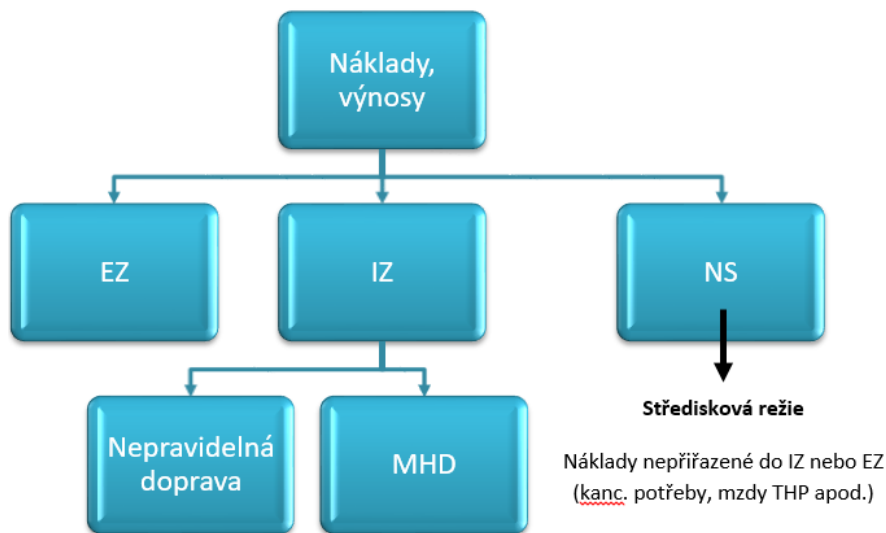 Náklady,
výnosy
EZ
IZ
NS
Nepravidelná
doprava
MHD
Středisková režie
Náklady nepřiřazené do IZ nebo EZ
(kanc. potřeby, mzdy THP apod.)